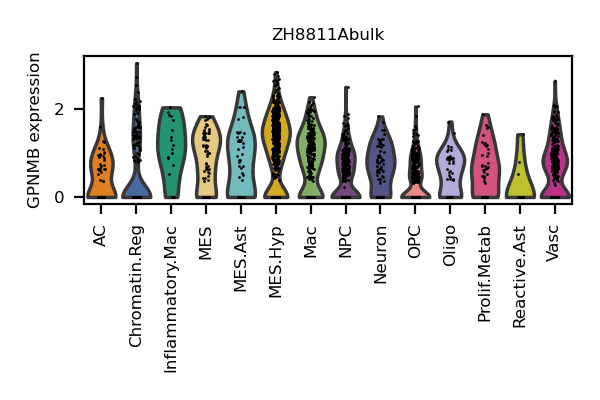 ZH8811Abulk
GPNMB expression
2
0
AC
Chromatin.Reg
Inflammatory.Mac
MES
MES.Ast
MES.Hyp
Mac
NPC
Neuron
OPC
Oligo
Prolif.Metab
Reactive.Ast
Vasc